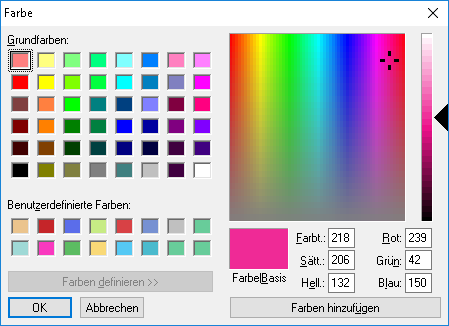 Farbe
Grundfarben:
Benutzerdefinierte Farben:
Farben definieren >>
OK
Abbrechen
Farbe|Basis
Farbt.: 218
Rot: 239
Sätt.: 206
Grün: 42
Hell.: 132
Blau: 150
Farben hinzufügen